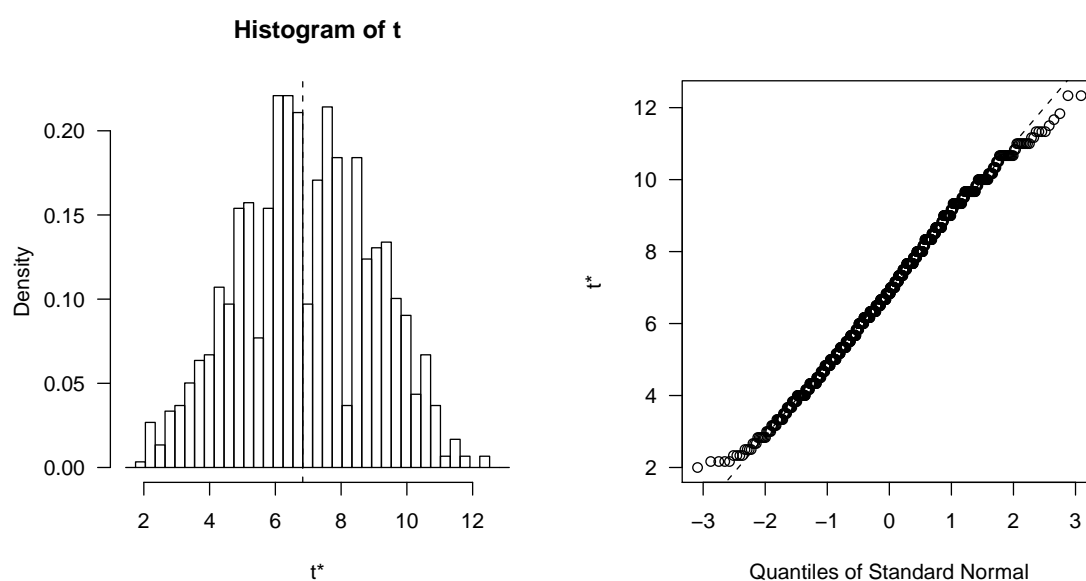 Histogram of t
Density
0.20
0.15
0.10
0.05
0.00
2 4 6 8 10 12
t*
t*
12
10
8
6
4
2
−3 −2 −1 0 1 2 3
Quantiles of Standard Normal